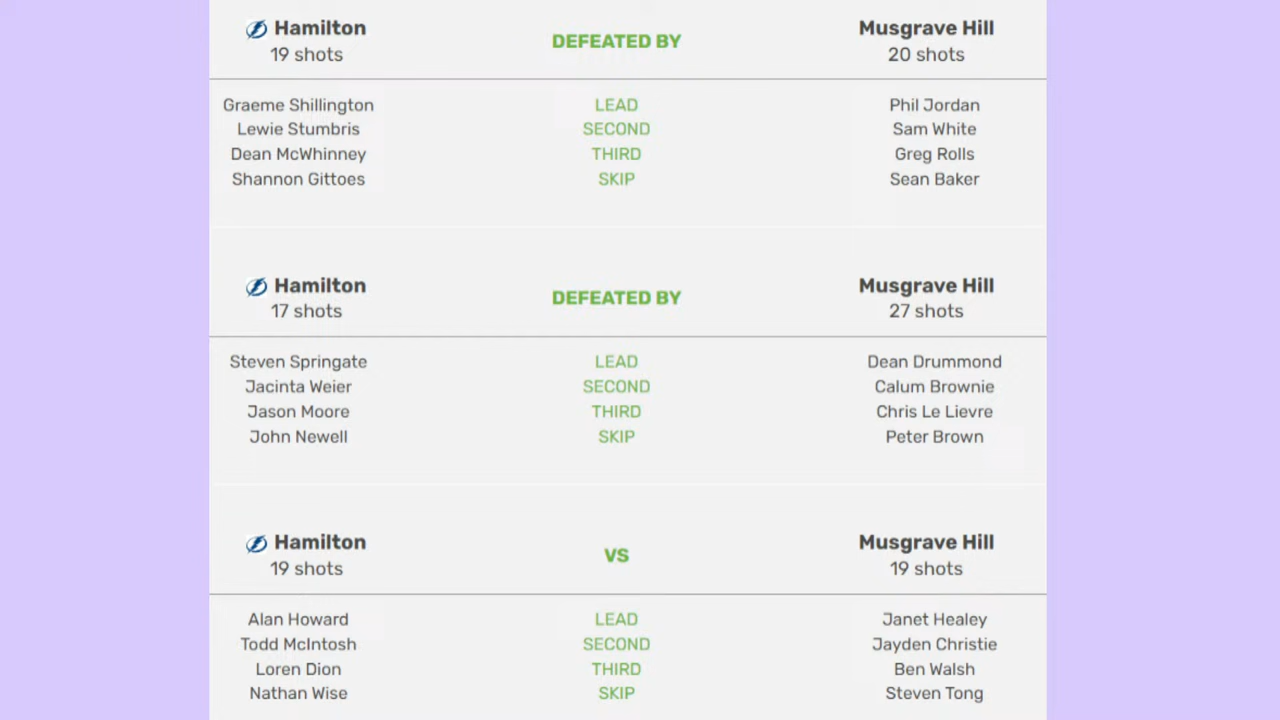 Hamilton DEFEATED BY Musgrave Hill
19 shots 20 shots
Graeme Shillington LEAD Phil Jordan
Lewie Stumbris SECOND Sam White
Dean McWhinney THIRD Greg Rolls
Shannon Gittoes SKIP Sean Baker
Hamilton DEFEATED BY Musgrave Hill
17 shots 27 shots
Steven Springate LEAD Dean Drummond
Jacinta Weier SECOND Calum Brownie
Jason Moore THIRD Chris Le Lievre
John Newell SKIP Peter Brown
Hamilton VS Musgrave Hill
19 shots 19 shots
Alan Howard LEAD Janet Healey
Todd McIntosh SECOND Jayden Christie
Loren Dion THIRD Ben Walsh
Nathan Wise SKIP Steven Tong